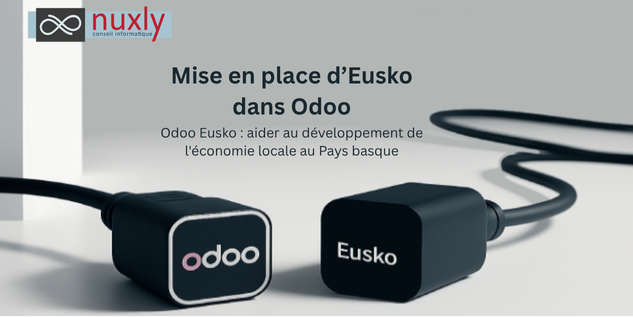 nuxly
conseil informatique
Mise en place d’Eusko
dans Odoo
Odoo Eusko : aider au développement de
l'économie locale au Pays basque
odoo
Eusko